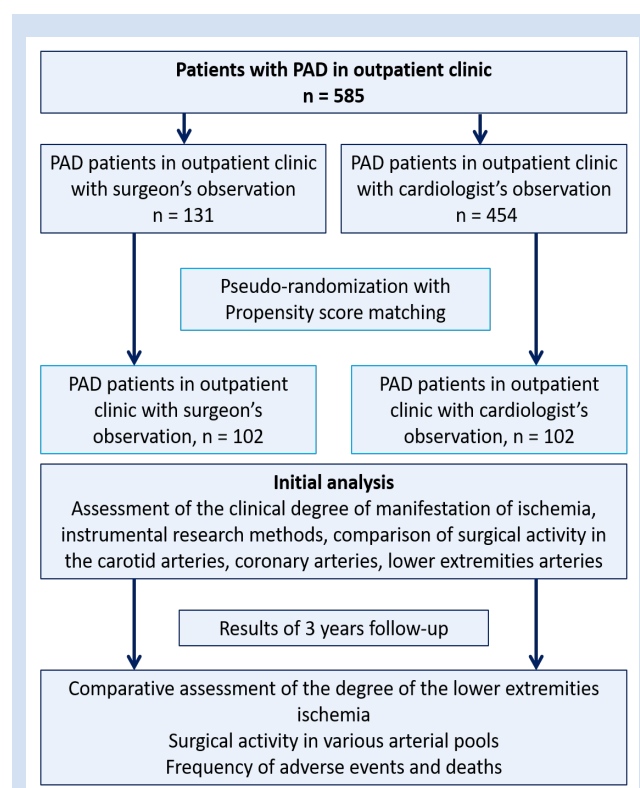 Patients with PAD in outpatient clinic
n = 585
PAD patients in outpatient clinic
with surgeon's observation
n = 131
PAD patients in outpatient clinic
with cardiologist's observation
n = 454
Pseudo-randomization with
Propensity score matching
PAD patients in outpatient
clinic with surgeon's
observation, n = 102
PAD patients in outpatient
clinic with cardiologist's
observation, n = 102
Initial analysis
Assessment of the clinical degree of manifestation of ischemia,
instrumental research methods, comparison of surgical activity in
the carotid arteries, coronary arteries, lower extremities arteries
Results of 3 years follow-up
Comparative assessment of the degree of the lower extremities
ischemia
Surgical activity in various arterial pools
Frequency of adverse events and deaths